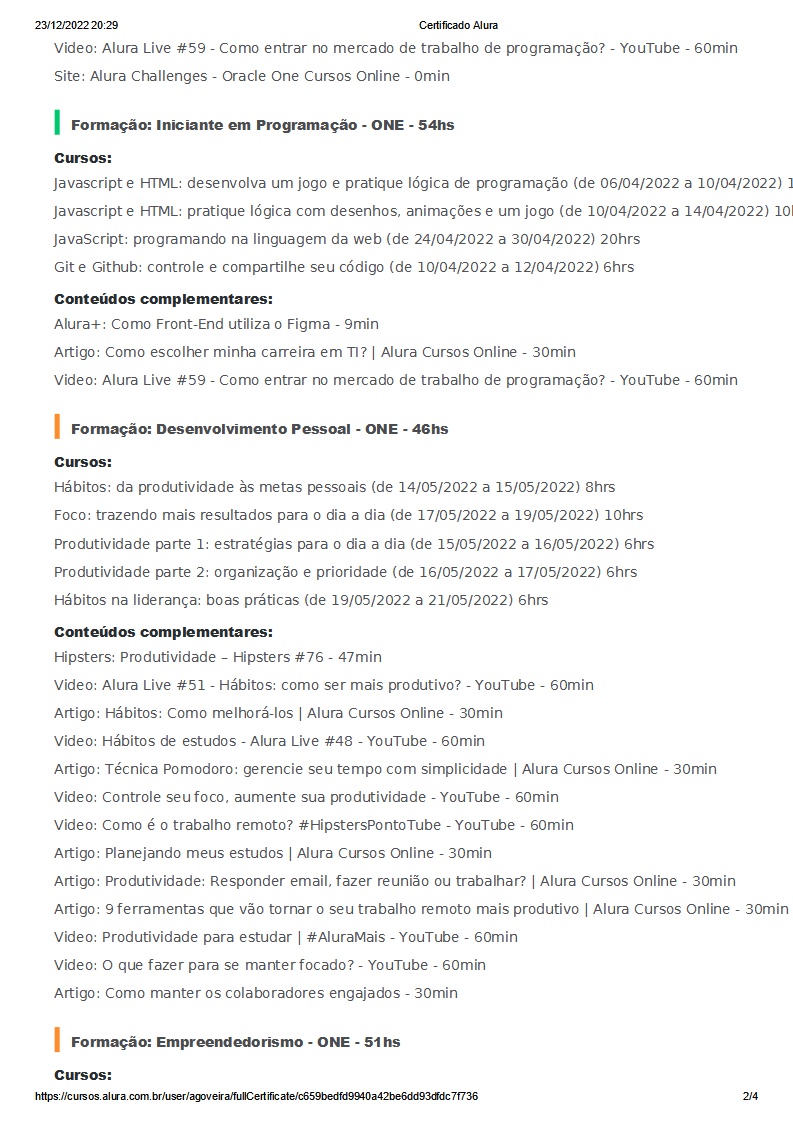 23/12/2022 20:29
Certificado Alura
Video: Alura Live #59 - Como entrar no mercado de trabalho de programação? - YouTube - 60min
Site: Alura Challenges - Oracle One Cursos Online - 0min
Formação: Iniciante em Programação - ONE - 54hs
Cursos:
Javascript e HTML: desenvolva um jogo e pratique lógica de programação (de 06/04/2022 a 10/04/2022)
Javascript e HTML: pratique lógica com desenhos, animações e um jogo (de 10/04/2022 a 14/04/2022)
JavaScript: programando na linguagem da web (de 24/04/2022 a 30/04/2022) 20hrs
Git e Github: controle e compartilhe seu código (de 10/04/2022 a 12/04/2022) 6hrs
Conteúdos complementares:
Alura+: Como Front-End utiliza o Figma - 9min
Artigo: Como escolher minha carreira em TI? | Alura Cursos Online - 30min
Video: Alura Live #59 - Como entrar no mercado de trabalho de programação? - YouTube - 60min
Formação: Desenvolvimento Pessoal - ONE - 46hs
Cursos:
Hábitos: da produtividade às metas pessoais (de 14/05/2022 a 15/05/2022) 8hrs
Foco: trazendo mais resultados para o dia a dia (de 17/05/2022 a 19/05/2022) 10hrs
Produtividade parte 1: estratégias para o dia a dia (de 15/05/2022 a 16/05/2022) 6hrs
Produtividade parte 2: organização e prioridade (de 16/05/2022 a 17/05/2022) 6hrs
Hábitos na liderança: boas práticas (de 19/05/2022 a 21/05/2022) 6hrs
Conteúdos complementares:
Hipsters: Produtividade – Hipsters #76 - 47min
Video: Alura Live #51 - Hábitos: como ser mais produtivo? - YouTube - 60min
Artigo: Hábitos: Como melhorá-los | Alura Cursos Online - 30min
Video: Hábitos de estudos - Alura Live #48 - YouTube - 60min
Artigo: Técnica Pomodoro: gerencie seu tempo com simplicidade | Alura Cursos Online - 30min
Video: Controle seu foco, aumente sua produtividade - YouTube - 60min
Video: Como é o trabalho remoto? #HipstersPontoTube - YouTube - 60min
Artigo: Planejando meus estudos | Alura Cursos Online - 30min
Artigo: Produtividade: Responder email, fazer reunião ou trabalhar? | Alura Cursos Online - 30min
Artigo: 9 ferramentas que vão tornar o seu trabalho remoto mais produtivo | Alura Cursos Online - 30min
Video: Produtividade para estudar | #AluraMais - YouTube - 60min
Video: O que fazer para se manter focado? - YouTube - 60min
Artigo: Como manter os colaboradores engajados - 30min
Formação: Empreendedorismo - ONE - 51hs
Cursos:
https://cursos.alura.com.br/user/agoveira/fullCertificate/c659bedfd9940a42be6dd93dfdc7f736
2/4